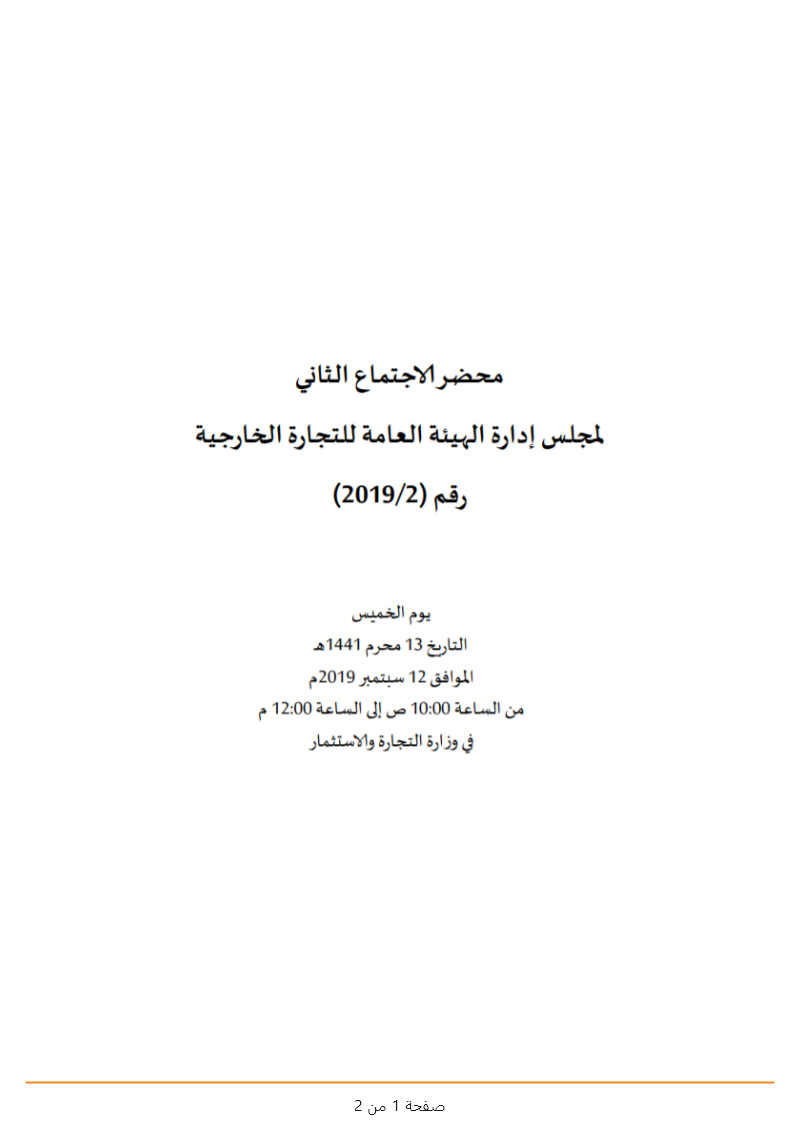 محضر الاجتماع الثاني
لمجلس إدارة الهيئة العامة للتجارة الخارجية
رقم (2019/2)
يوم الخميس
التاريخ 13 محرم 1441هـ
الموافق 12 سبتمبر 2019م
من الساعة 10:00 ص إلى الساعة 12:00 م
في وزارة التجارة والاستثمار
صفحة 1 من 2